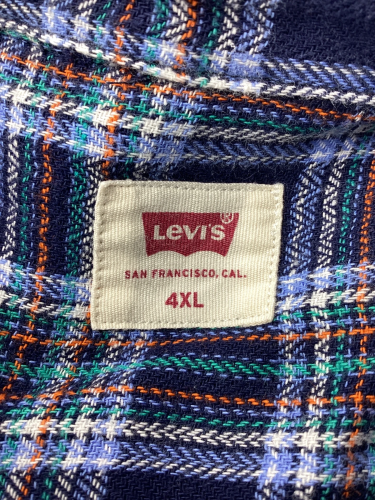 LEVI'S®
SAN FRANCISCO, CAL.
4XL